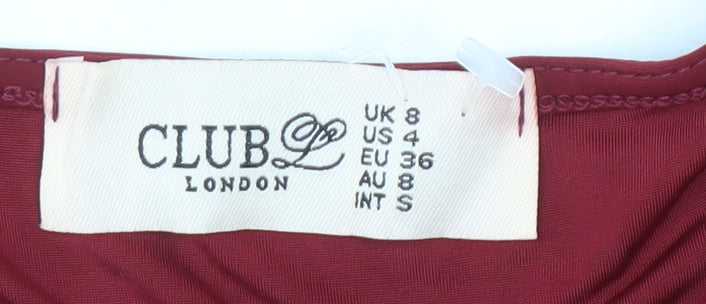 CLUB L
LONDON
UK 8
US 4
EU 36
AU 8
INT S